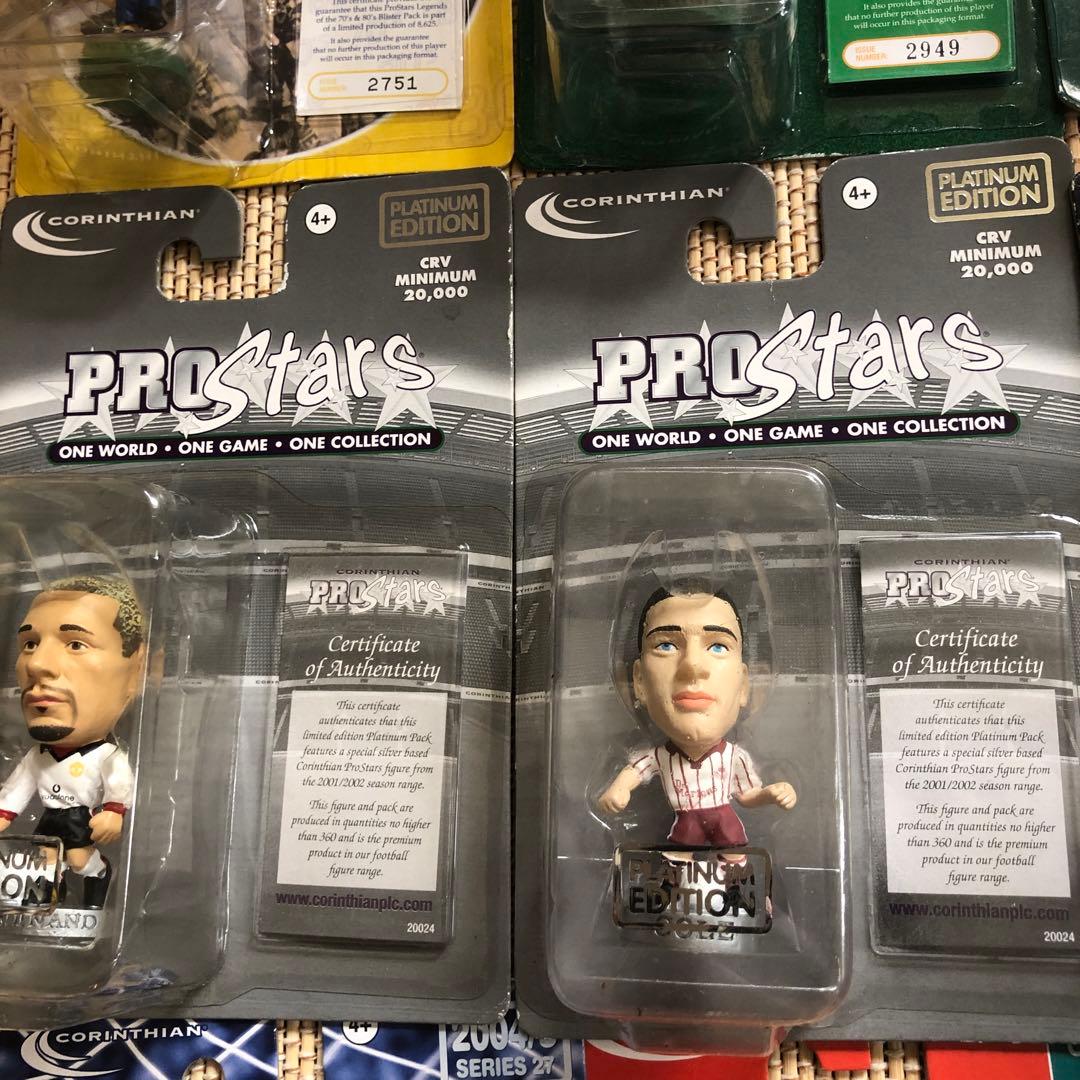 This certificate
guarantee that this ProStars Legends
of the 70's & 80's Blister Pack is part
of a limited production of 8,625.
It also provides the guarantee
that no further production of this player
will occur in this packaging format.
ISSUE
NUMBER:
2751
It also provides the guarantee
that no further production of this player
will occur in this packaging format.
ISSUE
NUMBER:
2949
CORINTHIAN
4+
PLATINUM
EDITION
CRV
MINIMUM
20,000
PROStars
ONE WORLD • ONE GAME • ONE COLLECTION
CORINTHIAN
PROStars
Certificate
of Authenticity
This certificate
authenticates that this
limited edition Platinum Pack
features a special silver based
Corinthian ProStars figure from
the 2001/2002 season range.
This figure and pack are
produced in quantities no higher
than 360 and is the premium
product in our football
figure range.
www.corinthianplc.com
20024
vodafone
NUM
ION
INAND
CORINTHIAN
4+
PLATINUM
EDITION
CRV
MINIMUM
20,000
PROStars
ONE WORLD • ONE GAME • ONE COLLECTION
CORINTHIAN
PROStars
Certificate
of Authenticity
This certificate
authenticates that this
limited edition Platinum Pack
features a special silver based
Corinthian ProStars figure from
the 2001/2002 season range.
This figure and pack are
produced in quantities no higher
than 360 and is the premium
product in our football
figure range.
www.corinthianplc.com
20024
PLATINUM
EDITION
CORINTHIAN
4+
2004/5
SERIES 27